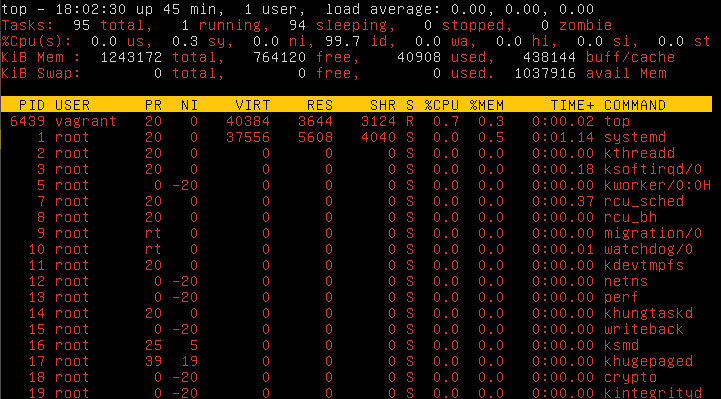 top - 18:02:30 up 45 min,  1 user,  load average: 0.00, 0.00, 0.00
Tasks:  95 total,   1 running,  94 sleeping,   0 stopped,   0 zombie
%Cpu(s):  0.0 us,  0.3 sy,  0.0 ni, 99.7 id,  0.0 wa,  0.0 hi,  0.0 si,  0.0 st
KiB Mem :  1243172 total,   764120 free,    40908 used,   438144 buff/cache
KiB Swap:        0 total,        0 free,        0 used.  1037916 avail Mem
PID USER      PR  NI    VIRT    RES    SHR S %CPU %MEM     TIME+ COMMAND
6439 vagrant   20   0   40384   3644   3124 R  0.7  0.3   0:00.02 top
1 root      20   0   37556   5608   4040 S  0.0  0.5   0:01.14 systemd
2 root      20   0       0      0      0 S  0.0  0.0   0:00.00 kthreadd
3 root      20   0       0      0      0 S  0.0  0.0   0:00.18 ksoftirqd/0
5 root       0 -20       0      0      0 S  0.0  0.0   0:00.00 kworker/0:0H
7 root      20   0       0      0      0 S  0.0  0.0   0:00.37 rcu_sched
8 root      20   0       0      0      0 S  0.0  0.0   0:00.00 rcu_bh
9 root      rt   0       0      0      0 S  0.0  0.0   0:00.00 migration/0
10 root      rt   0       0      0      0 S  0.0  0.0   0:00.01 watchdog/0
11 root      20   0       0      0      0 S  0.0  0.0   0:00.00 kdevtmpfs
12 root       0 -20       0      0      0 S  0.0  0.0   0:00.00 netns
13 root       0 -20       0      0      0 S  0.0  0.0   0:00.00 perf
14 root      20   0       0      0      0 S  0.0  0.0   0:00.00 khungtaskd
15 root       0 -20       0      0      0 S  0.0  0.0   0:00.00 writeback
16 root      25   5       0      0      0 S  0.0  0.0   0:00.00 ksmd
17 root      39  19       0      0      0 S  0.0  0.0   0:00.00 khugepaged
18 root       0 -20       0      0      0 S  0.0  0.0   0:00.00 crypto
19 root       0 -20       0      0      0 S  0.0  0.0   0:00.00 kintegrityd